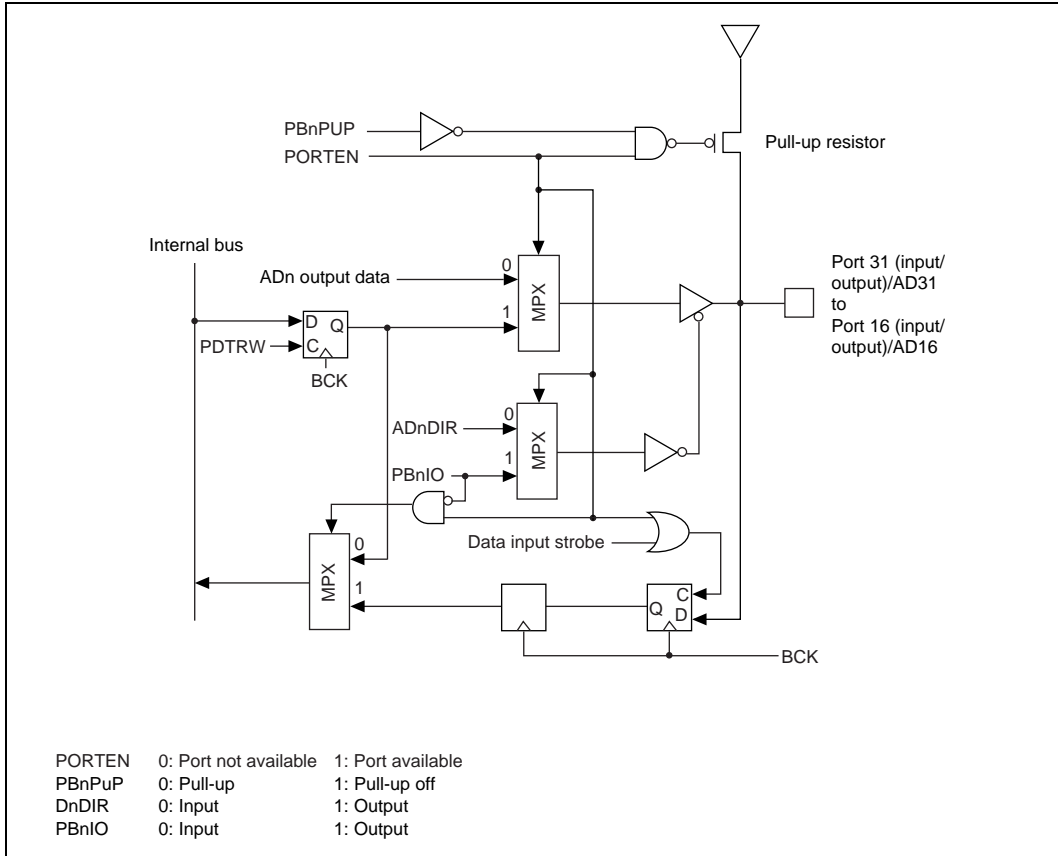 PBnPUP
PORTEN
Pull-up resistor
Internal bus
ADn output data
0
1
MPX
Port 31 (input/
output)/AD31
to
Port 16 (input/
output)/AD16
D Q
PDTRW
C
BCK
ADnDIR
0
PBnIO
1
MPX
Data input strobe
0
1
MPX
C
Q
D
BCK
PORTEN 0: Port not available 1: Port available
PBnPuP 0: Pull-up 1: Pull-up off
DnDIR 0: Input 1: Output
PBnIO 0: Input 1: Output